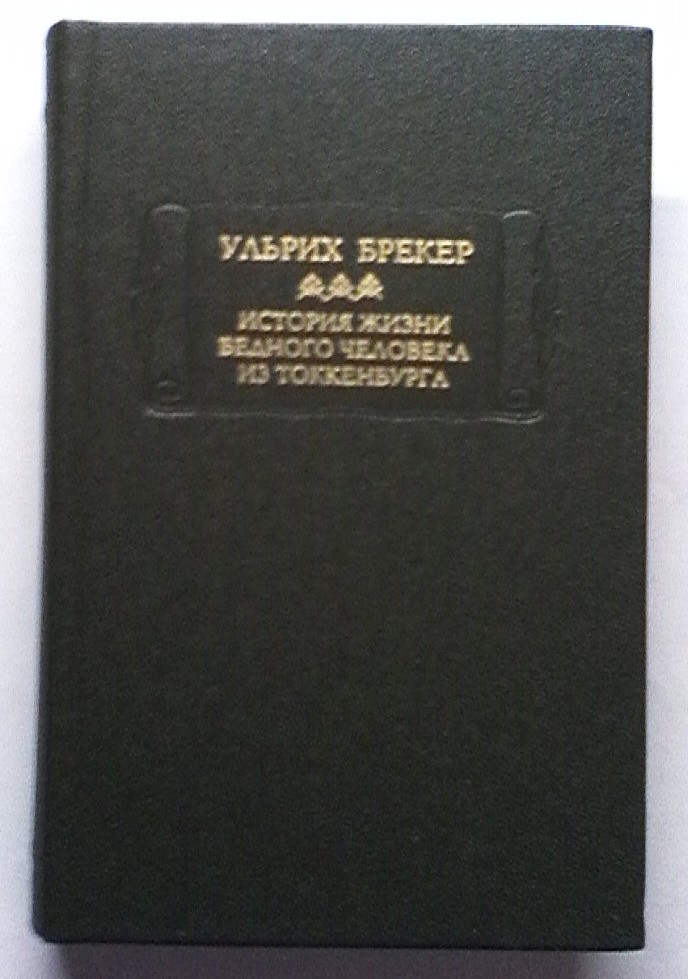 УЛЬРИХ БРЕКЕР
ИСТОРИЯ ЖИЗНИ
БЕДНОГО ЧЕЛОВЕКА
ИЗ ТОККЕНБУРГА